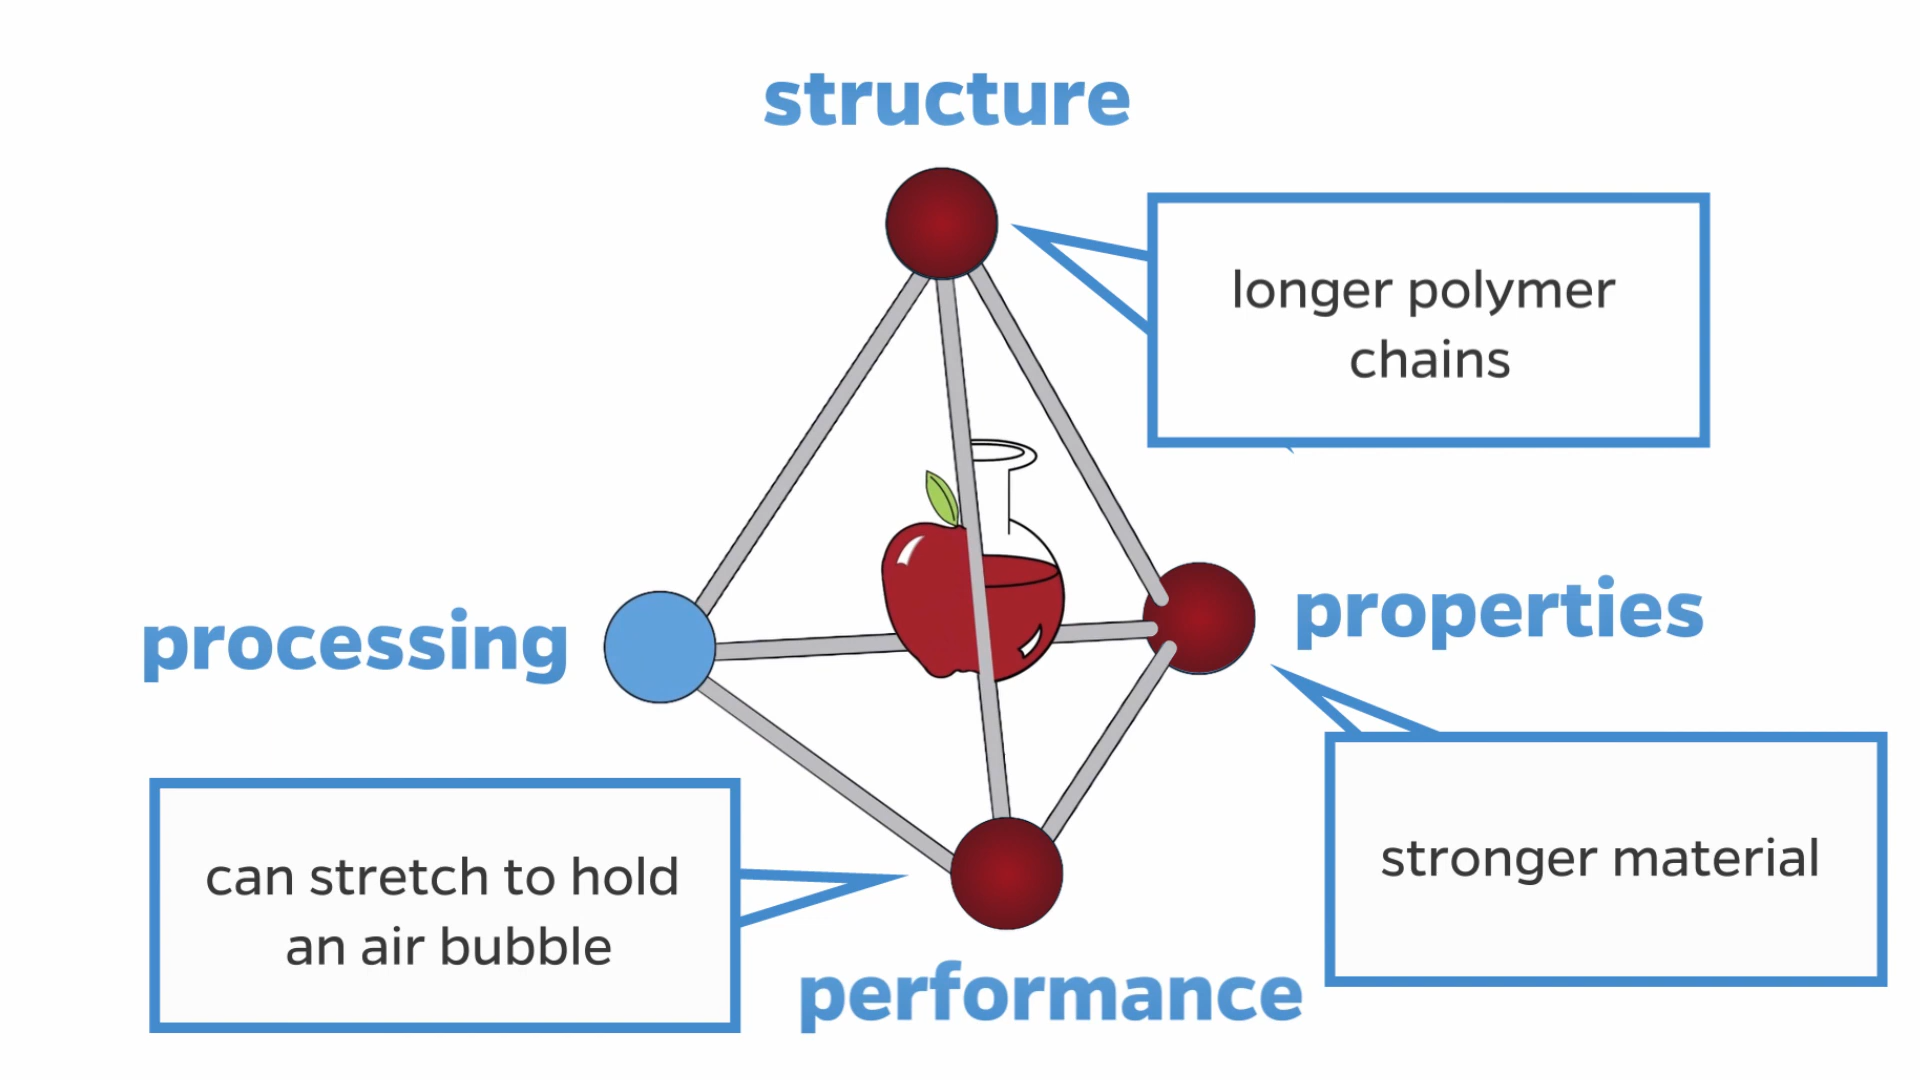 structure
longer polymer
chains
processing
properties
can stretch to hold
an air bubble
stronger material
performance